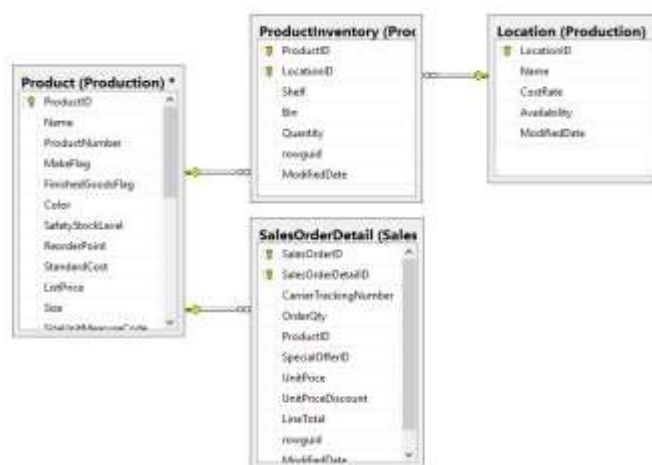 Product (Production) *
ProductID
Name
ProductNumber
MakeFlag
FinishedGoodsFlag
Color
SafetyStockLevel
ReorderPoint
StandardCost
ListPrice
Size
SizeUnitMeasureCode
ProductInventory (Proc
ProductID
LocationID
Shelf
Bin
Quantity
rowguid
ModifiedDate
Location (Production)
LocationID
Name
CostRate
Availability
ModifiedDate
SalesOrderDetail (Sales
SalesOrderID
SalesOrderDetailID
CarrierTrackingNumber
OrderQty
ProductID
SpecialOfferID
UnitPrice
UnitPriceDiscount
LineTotal
rowguid
ModifiedDate